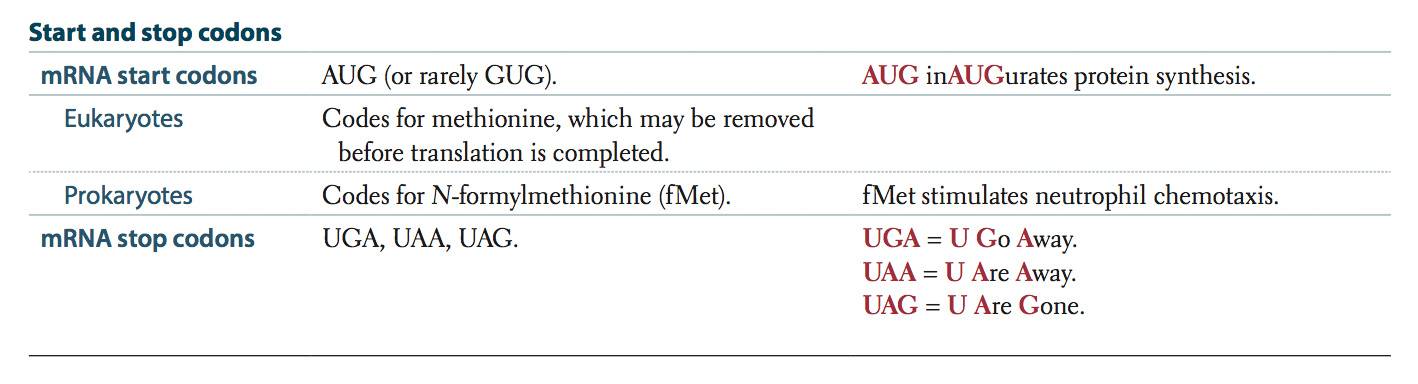 Start and stop codons
mRNA start codons AUG (or rarely GUG). AUG inAUGurates protein synthesis.
Eukaryotes Codes for methionine, which may be removed
before translation is completed.
Prokaryotes Codes for N-formylmethionine (fMet). fMet stimulates neutrophil chemotaxis.
mRNA stop codons UGA, UAA, UAG. UGA = U Go Away.
UAA = U Are Away.
UAG = U Are Gone.